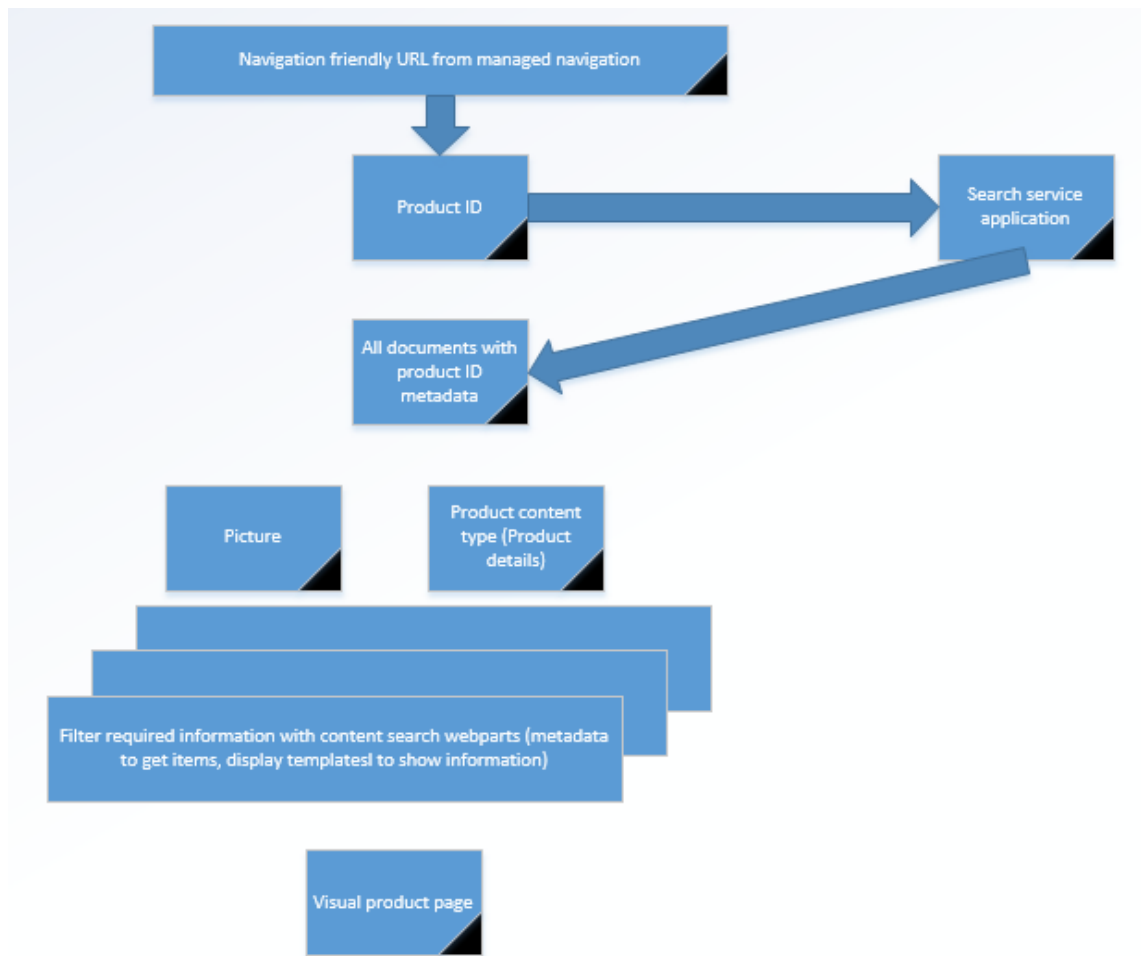 Navigation friendly URL from managed navigation
Product ID
Search service
application
All documents with
product ID
metadata
Picture
Product content
type (Product
details)
Filter required information with content search webparts (metadata
to get items, display templatesl to show information)
Visual product page